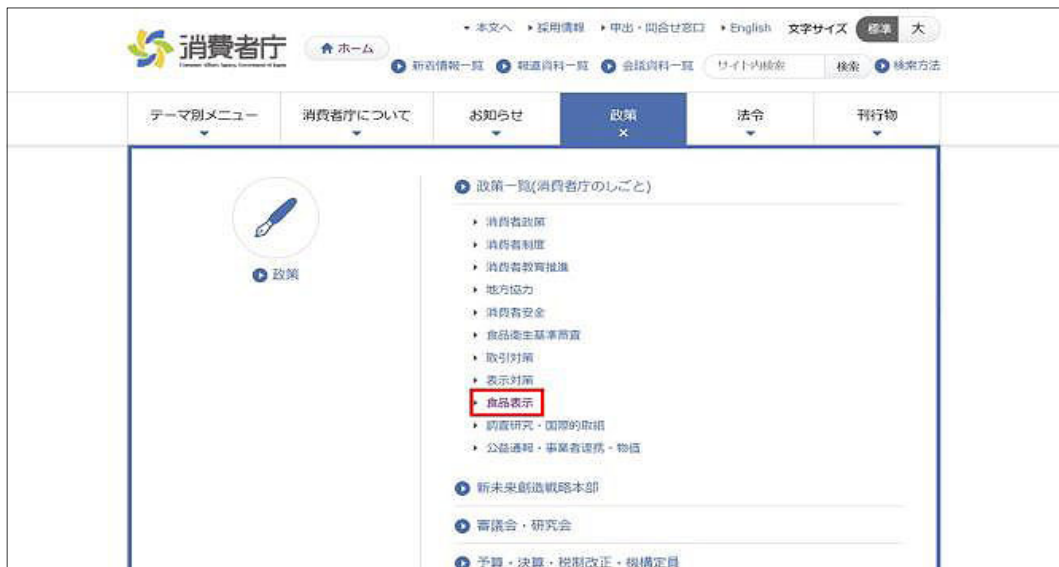 本文へ 採用情報 申出・問合せ窓口 English 文字サイズ 標準 大
消費者庁 ホーム
Consumer Affairs Agency, Government of Japan
新着情報一覧 報道資料一覧 会議資料一覧 サイト内検索 検索 検索方法
テーマ別メニュー 消費者庁について お知らせ 政策 法令 刊行物
政策
政策一覧(消費者庁のしごと)
消費者政策
消費者制度
消費者教育推進
地方協力
消費者安全
食品衛生基準審査
取引対策
表示対策
食品表示
調査研究・国際的取組
公益通報・事業者連携・物価
新未来創造戦略本部
審議会・研究会
予算・決算・税制改正・機構定員